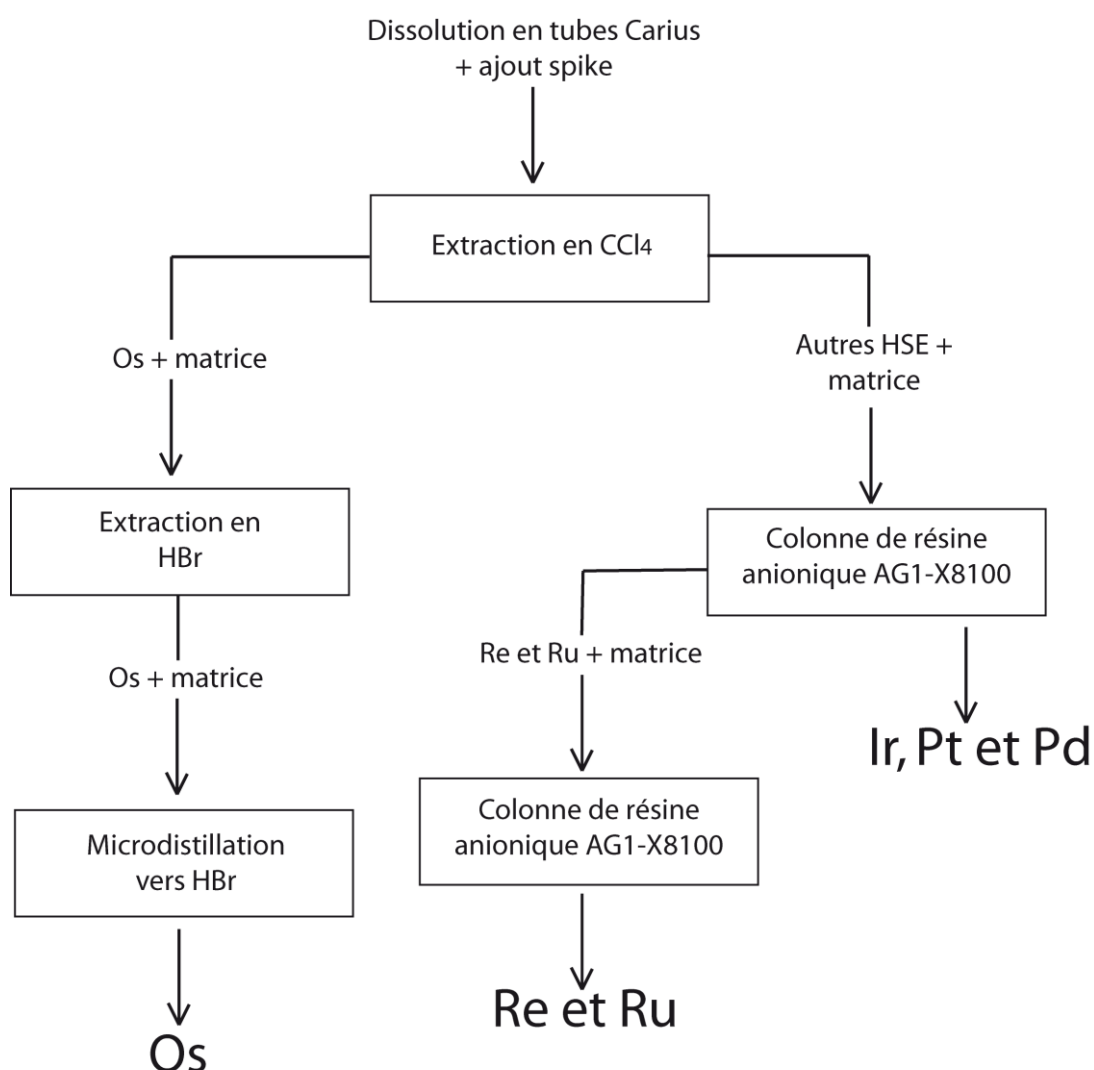 Dissolution en tubes Carius
+ ajout spike
Extraction en CCl4
Os + matrice
Autres HSE +
matrice
Extraction en
HBr
Colonne de résine
anionique AG1-X8100
Os + matrice
Re et Ru + matrice
Ir, Pt et Pd
Microdistillation
vers HBr
Colonne de résine
anionique AG1-X8100
Os
Re et Ru